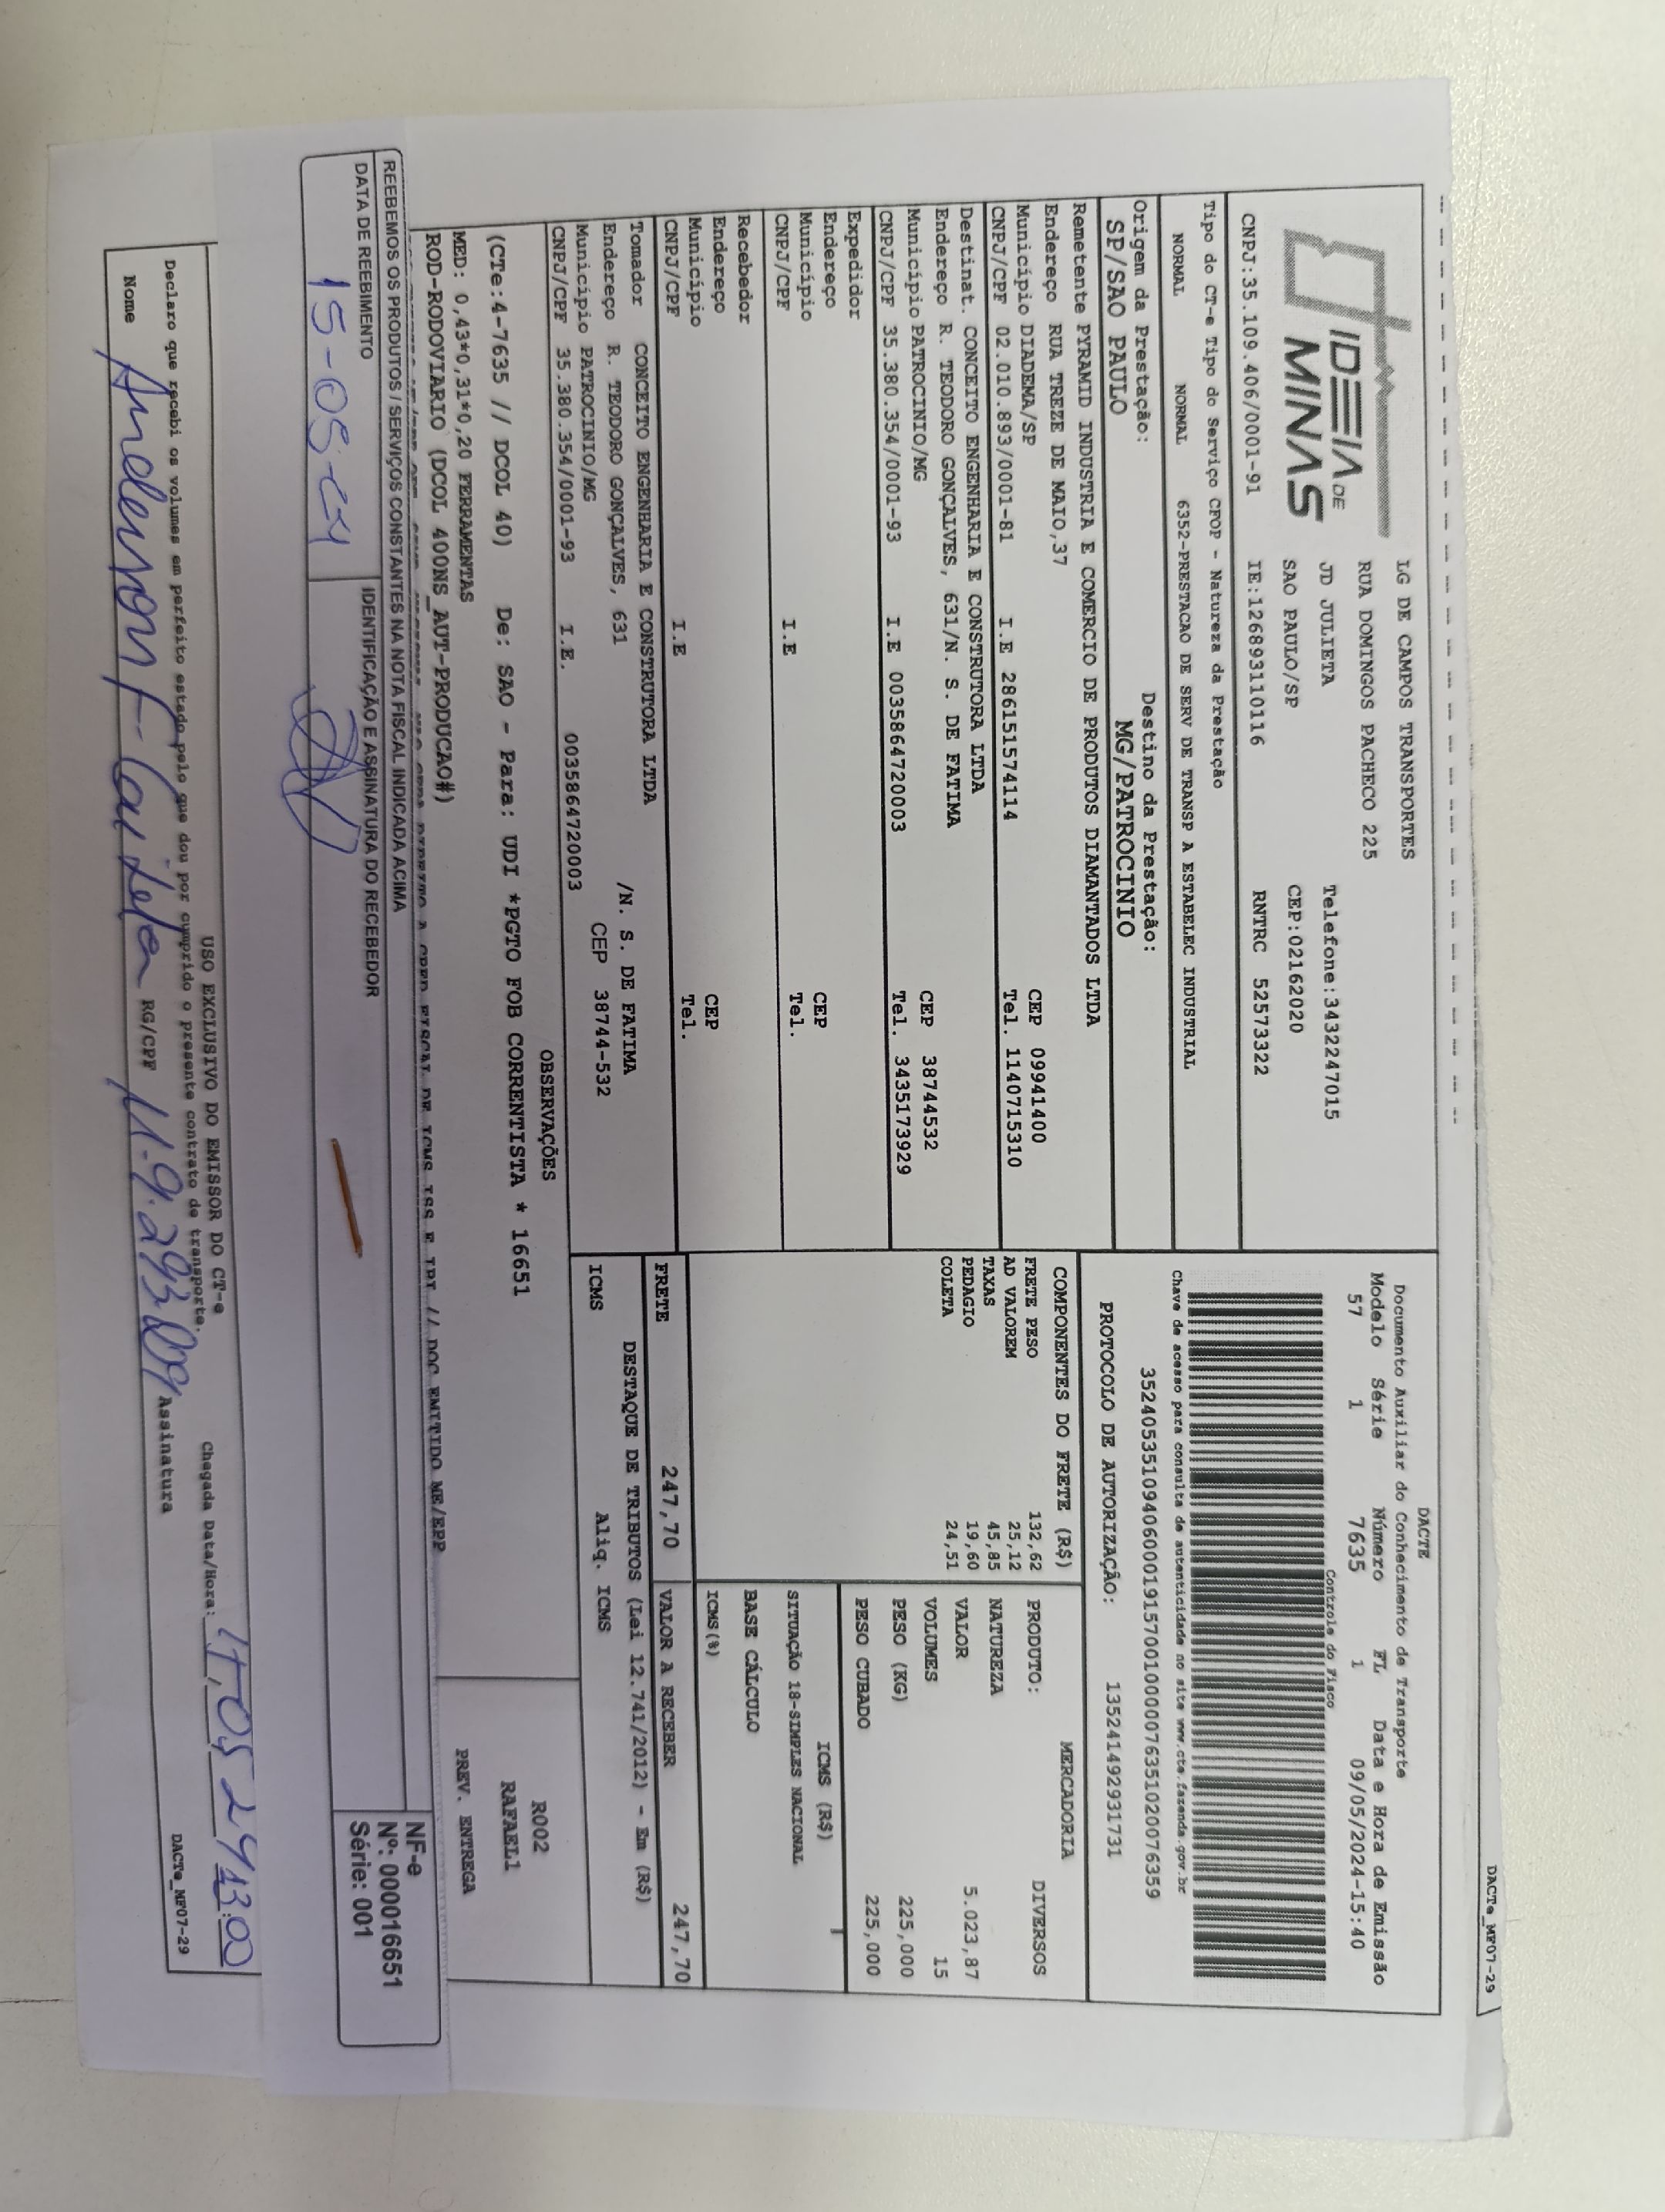 DACTe_MF07-29
IDEIA DE
MINAS
LG DE CAMPOS TRANSPORTES
RUA DOMINGOS PACHECO 225
JD JULIETA Telefone:3432247015
SAO PAULO/SP CEP:02162020
CNPJ:35.109.406/0001-91 IE:126893110116 RNTRC 52573322
Tipo do CT-e Tipo do Serviço CFOP - Natureza da Prestação
NORMAL NORMAL 6352-PRESTACAO DE SERV DE TRANSP A ESTABELEC INDUSTRIAL
Origem da Prestação: Destino da Prestação:
SP/SAO PAULO MG/PATROCINIO
DACTE
Documento Auxiliar do Conhecimento de Transporte
Modelo Série Número FL Data e Hora de Emissão
57 1 7635 1 09/05/2024-15:40
Controle do Fisco
Chave de acesso para consulta de autenticidade no site www.cte.fazenda.gov.br
35240535109406000191570010000076351020076359
PROTOCOLO DE AUTORIZAÇÃO: 135241492931731
Remetente PYRAMID INDUSTRIA E COMERCIO DE PRODUTOS DIAMANTADOS LTDA
Endereço RUA TREZE DE MAIO,37
Município DIADEMA/SP CEP 09941400
CNPJ/CPF 02.010.893/0001-81 I.E 286151574114 Tel. 1140715310
Destinat. CONCEITO ENGENHARIA E CONSTRUTORA LTDA
Endereço R. TEODORO GONÇALVES, 631/N. S. DE FATIMA
Município PATROCINIO/MG CEP 38744532
CNPJ/CPF 35.380.354/0001-93 I.E 0035864720003 Tel. 3435173929
Expedidor
Endereço
Município CEP
CNPJ/CPF I.E Tel.
Recebedor
Endereço
Município CEP
CNPJ/CPF I.E Tel.
Tomador CONCEITO ENGENHARIA E CONSTRUTORA LTDA
Endereço R. TEODORO GONÇALVES, 631 /N. S. DE FATIMA
Município PATROCINIO/MG CEP 38744-532
CNPJ/CPF 35.380.354/0001-93 I.E. 0035864720003
COMPONENTES DO FRETE (R$)
FRETE PESO 132,62
AD VALOREM 25,12
TAXAS 45,85
PEDAGIO 19,60
COLETA 24,51
MERCADORIA
PRODUTO: DIVERSOS
NATUREZA
VALOR 5.023,87
VOLUMES 15
PESO (KG) 225,000
PESO CUBADO 225,000
ICMS (R$)
SITUAÇÃO 18-SIMPLES NACIONAL
BASE CÁLCULO
ICMS(%)
FRETE 247,70 VALOR A RECEBER 247,70
DESTAQUE DE TRIBUTOS (Lei 12.741/2012) - Em (R$)
ICMS Aliq. ICMS
OBSERVAÇÕES
(CTe:4-7635 // DCOL 40) De: SAO - Para: UDI *PGTO FOB CORRENTISTA * 16651
MED: 0,43*0,31*0,20 FERRAMENTAS
ROD-RODOVIARIO (DCOL 400NS_AUT-PRODUCAO#)
FISCAL DE ICMS ISS E IPI // DOC EMITIDO ME/EPP
R002
RAFAEL1
PREV. ENTREGA
REEBEMOS OS PRODUTOS / SERVIÇOS CONSTANTES NA NOTA FISCAL INDICADA ACIMA
DATA DE REEBIMENTO IDENTIFICAÇÃO E ASSINATURA DO RECEBEDOR
15-05-24
NF-e
Nº: 000016651
Série: 001
USO EXCLUSIVO DO EMISSOR DO CT-e
Declaro que recebi os volumes em perfeito estado pelo que dou por cumprido o presente contrato de transporte.
Chegada Data/Hora: 05 24 13:00
Nome RG/CPF Assinatura
DACTe_MF07-29